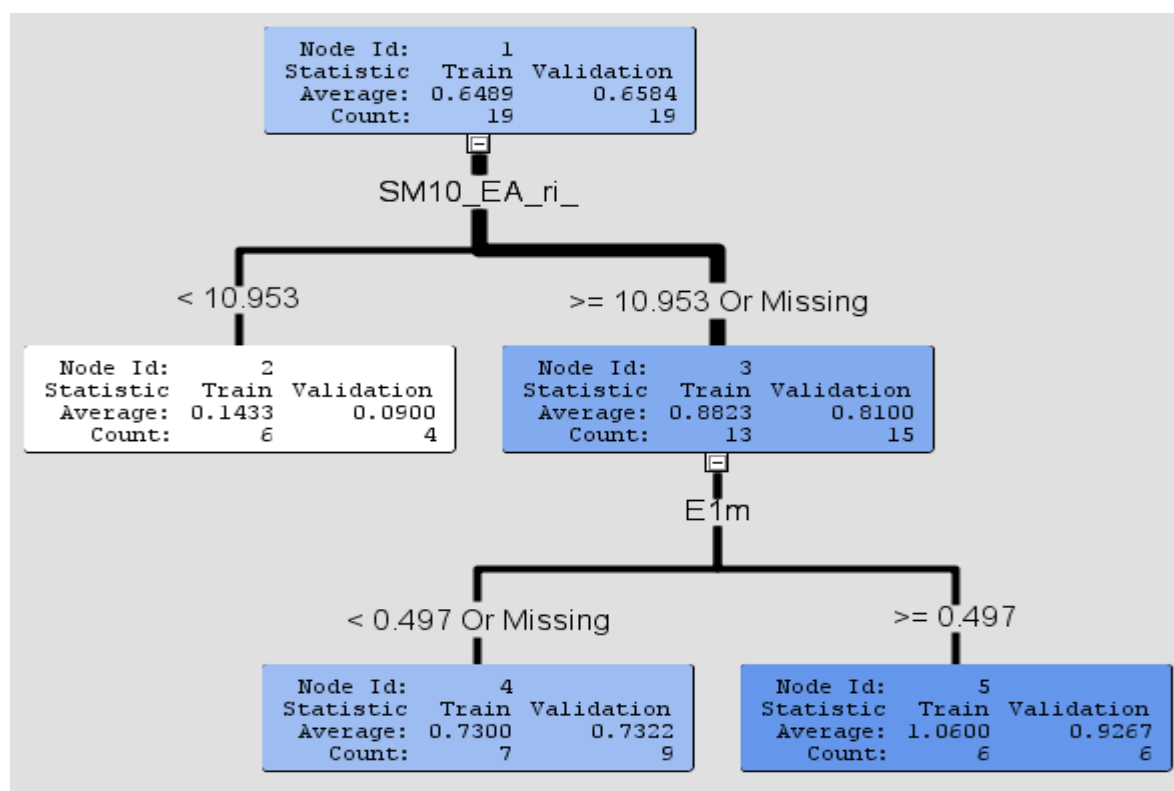 Node Id: 1
Statistic Train Validation
Average: 0.6489 0.6584
Count: 19 19
SM10_EA_ri_
< 10.953
>= 10.953 Or Missing
Node Id: 2
Statistic Train Validation
Average: 0.1433 0.0900
Count: 6 4
Node Id: 3
Statistic Train Validation
Average: 0.8823 0.8100
Count: 13 15
E1m
< 0.497 Or Missing
>= 0.497
Node Id: 4
Statistic Train Validation
Average: 0.7300 0.7322
Count: 7 9
Node Id: 5
Statistic Train Validation
Average: 1.0600 0.9267
Count: 6 6